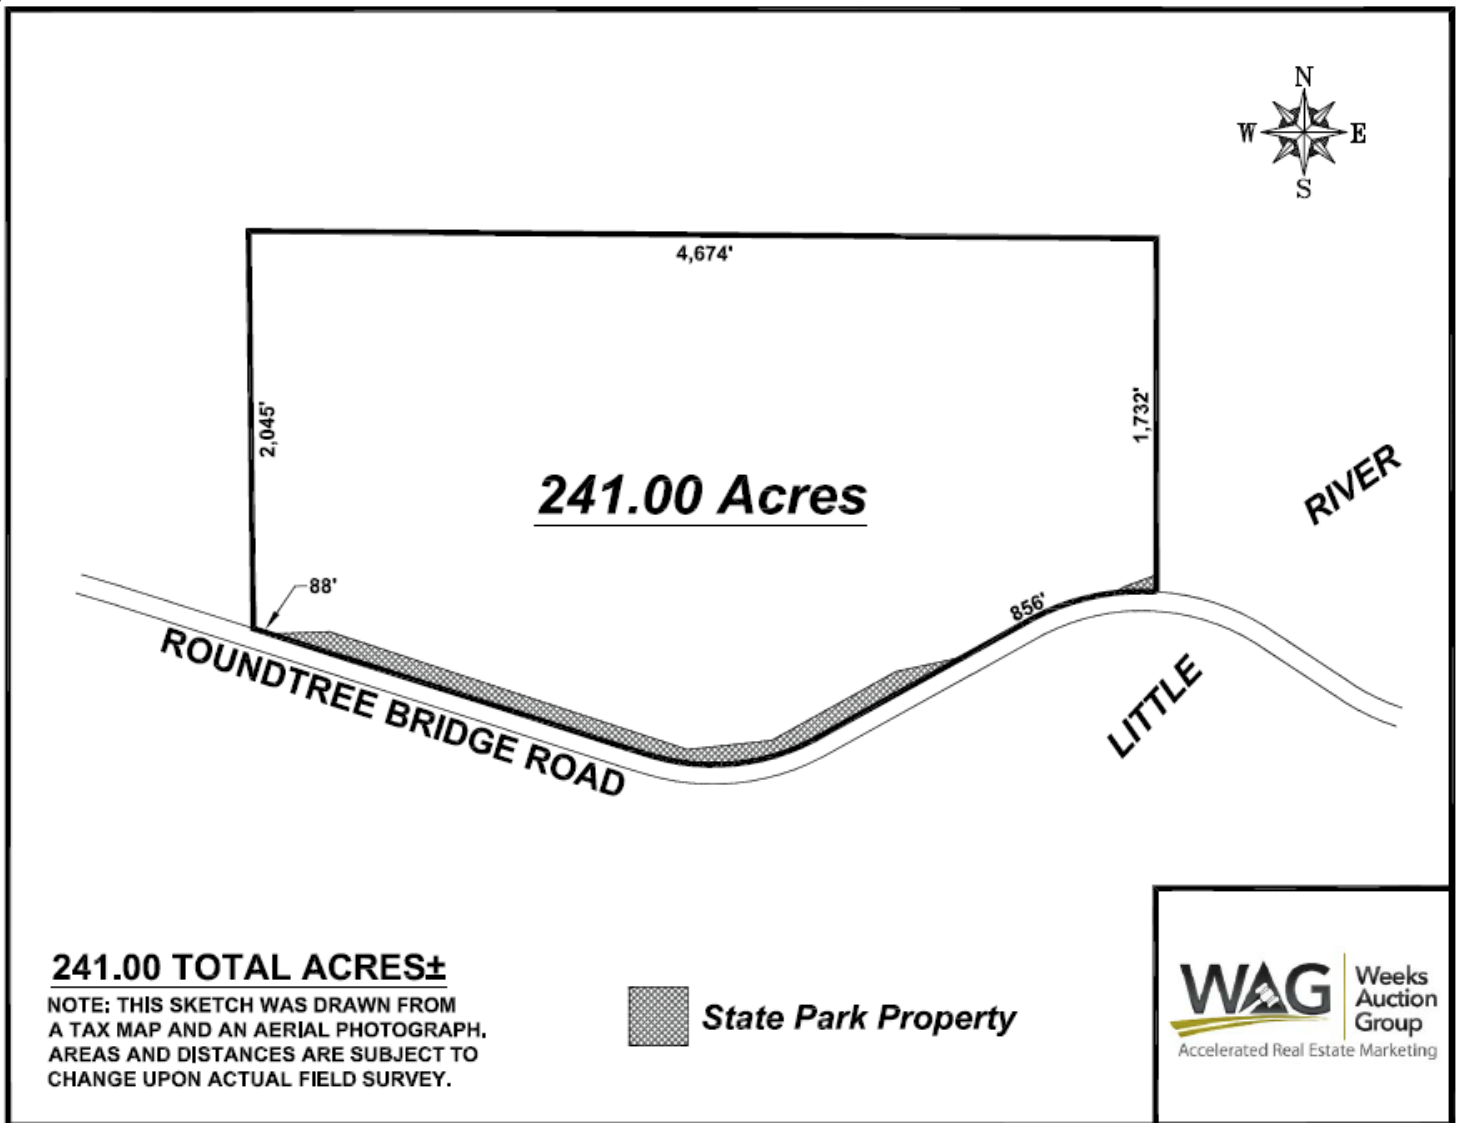 N
W E
S
4,674'
2,045'
1,732'
241.00 Acres
RIVER
88'
856'
ROUNDTREE BRIDGE ROAD
LITTLE
241.00 TOTAL ACRES±
NOTE: THIS SKETCH WAS DRAWN FROM
A TAX MAP AND AN AERIAL PHOTOGRAPH.
AREAS AND DISTANCES ARE SUBJECT TO
CHANGE UPON ACTUAL FIELD SURVEY.
State Park Property
WAG
Weeks
Auction
Group
Accelerated Real Estate Marketing